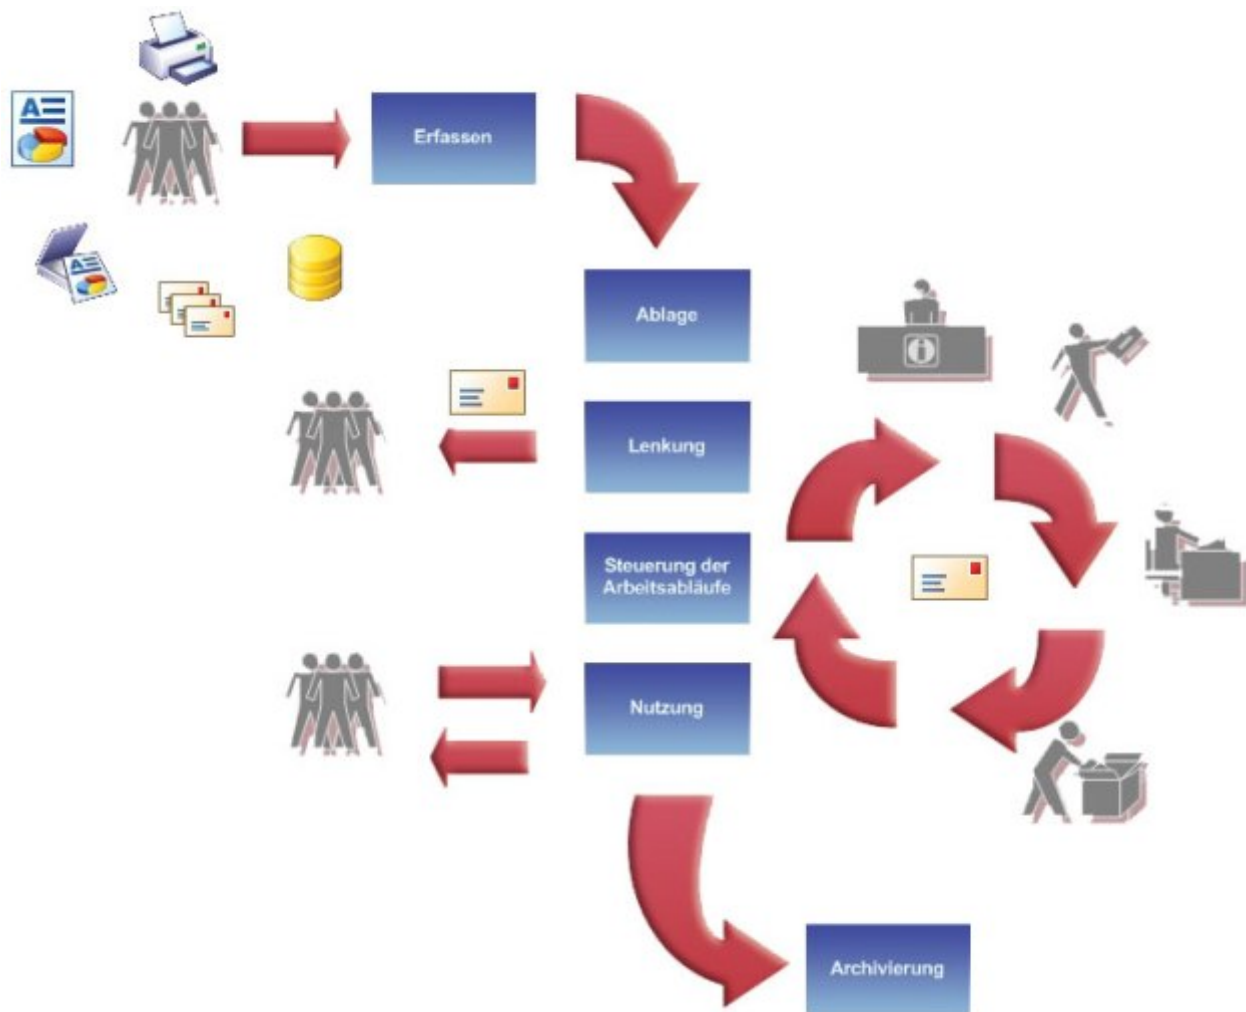 Erfassen
Ablage
Lenkung
Steuerung der
Arbeitsabläufe
Nutzung
Archivierung